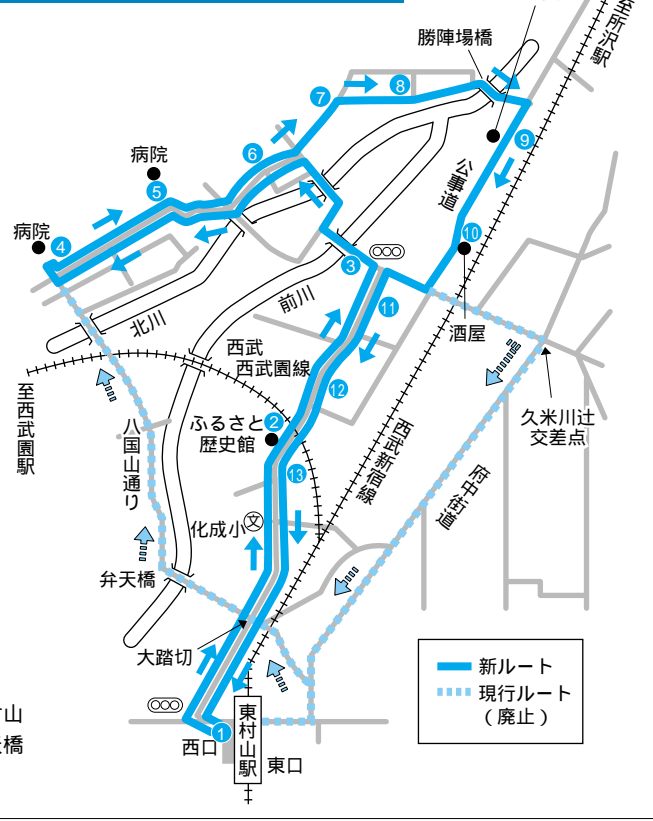 至所沢駅
勝陣場橋
⑦
⑧
⑨
公事道
⑥
病院
⑤
病院
④
⑩
③
酒屋
⑪
北川
前川
西武
西武園線
⑫
至西武園駅
八国山通り
ふるさと
歴史館
②
⑬
西武新宿線
久米川辻
交差点
府中街道
化成小
文
弁天橋
大踏切
新ルート
現行ルート
（廃止）
山
橋
西口
①
東村山駅
東口